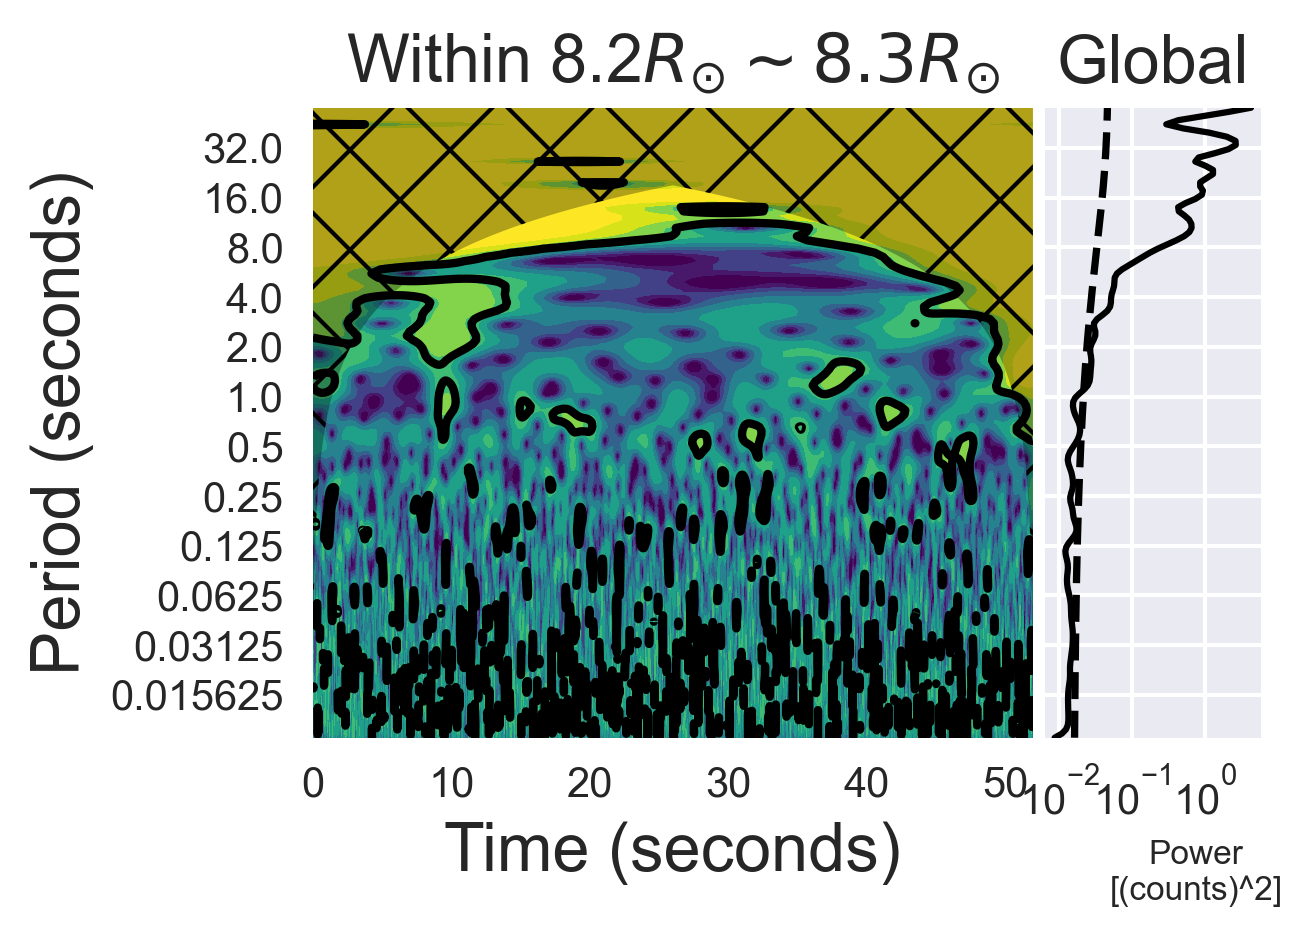 Within 8.2R⊙ ~ 8.3R⊙
Global
Period (seconds)
32.0
16.0
8.0
4.0
2.0
1.0
0.5
0.25
0.125
0.0625
0.03125
0.015625
0 10 20 30 40 50
Time (seconds)
10⁻² 10⁻¹ 10⁰
Power
[(counts)^2]